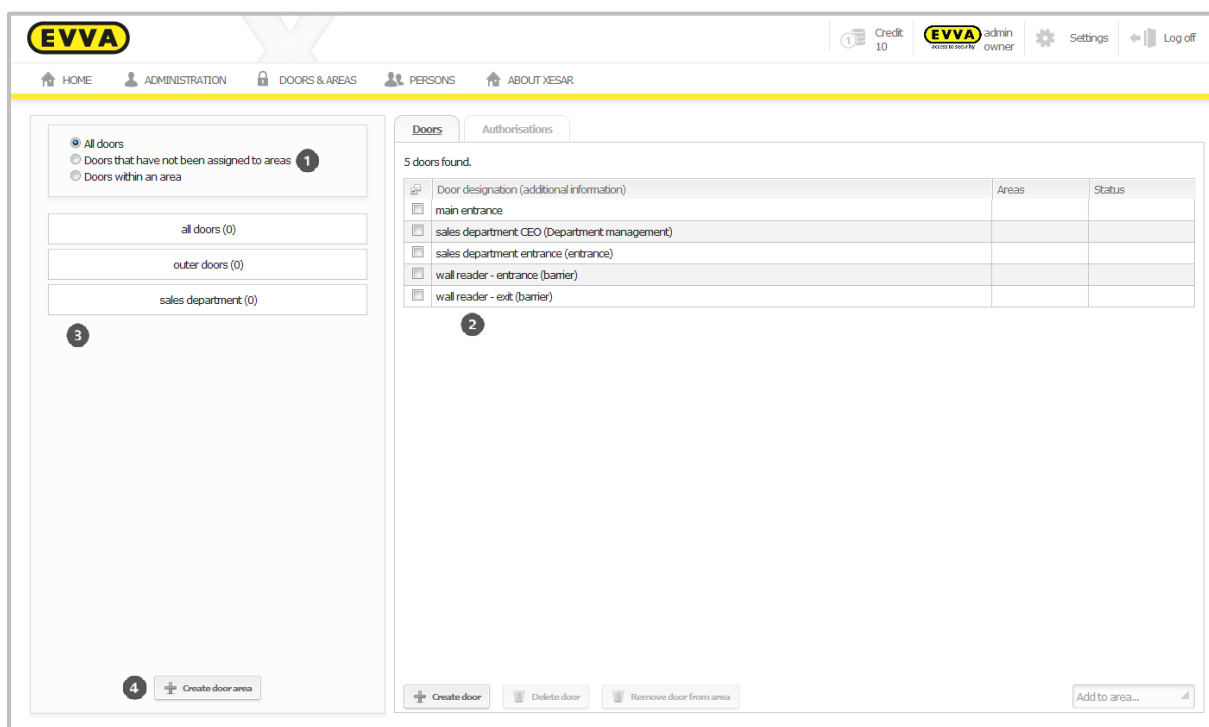 EVVA
Credit
10
EVVA
access to security
admin
owner
Settings
Log off
HOME
ADMINISTRATION
DOORS & AREAS
PERSONS
ABOUT XESAR
All doors
Doors that have not been assigned to areas
1
Doors within an area
all doors (0)
outer doors (0)
sales department (0)
3
4
Create door area
Doors
Authorisations
5 doors found.
Door designation (additional information)
Areas
Status
main entrance
sales department CEO (Department management)
sales department entrance (entrance)
wall reader - entrance (barrier)
wall reader - exit (barrier)
2
Create door
Delete door
Remove door from area
Add to area...